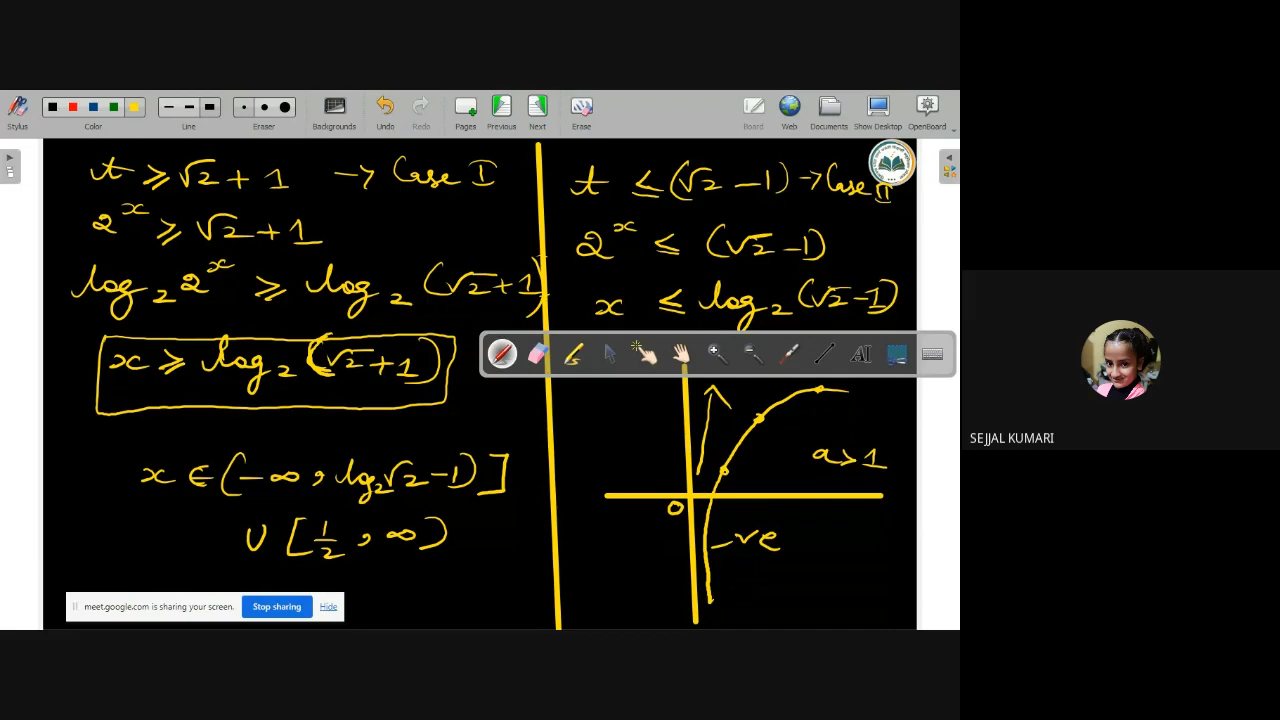 Stylus
Color
Line
Eraser
Backgrounds
Undo
Redo
Pages
Previous
Next
Erase
Board
Web
Documents
Show Desktop
OpenBoard
t ≥ √2 + 1 → Case I
2^x ≥ √2 + 1
log₂ 2^x ≥ log₂ (√2 + 1)
x ≥ log₂ (√2 + 1)
x ∈ (-∞, log₂ √2 - 1)]
∪ [1/2, ∞)
t ≤ (√2 - 1) → Case II
2^x ≤ (√2 - 1)
x ≤ log₂ (√2 - 1)
a > 1
0
-ve
meet.google.com is sharing your screen.
Stop sharing
Hide
SEJJAL KUMARI